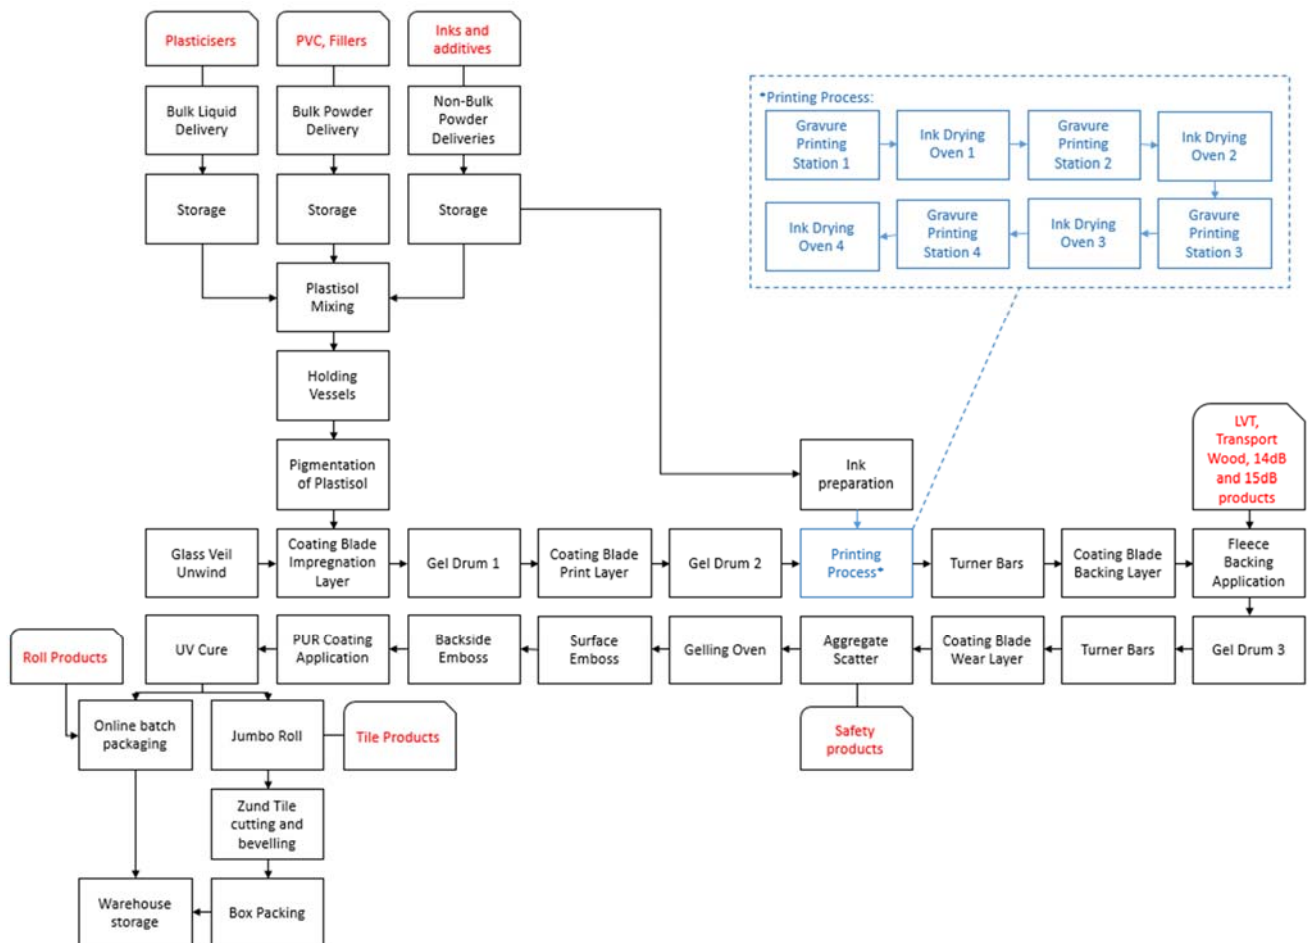 Plasticisers
PVC, Fillers
Inks and
additives
Bulk Liquid
Delivery
Bulk Powder
Delivery
Non-Bulk
Powder
Deliveries
*Printing Process:
Gravure
Printing
Station 1
Ink Drying
Oven 1
Gravure
Printing
Station 2
Ink Drying
Oven 2
Storage
Storage
Storage
Ink Drying
Oven 4
Gravure
Printing
Station 4
Ink Drying
Oven 3
Gravure
Printing
Station 3
Plastisol
Mixing
Holding
Vessels
Pigmentation
of Plastisol
Ink
preparation
LVT,
Transport
Wood, 14dB
and 15dB
products
Glass Veil
Unwind
Coating Blade
Impregnation
Layer
Gel Drum 1
Coating Blade
Print Layer
Gel Drum 2
Printing
Process*
Turner Bars
Coating Blade
Backing Layer
Fleece
Backing
Application
Roll Products
UV Cure
PUR Coating
Application
Backside
Emboss
Surface
Emboss
Gelling Oven
Aggregate
Scatter
Coating Blade
Wear Layer
Turner Bars
Gel Drum 3
Online batch
packaging
Jumbo Roll
Tile Products
Safety
products
Zund Tile
cutting and
bevelling
Warehouse
storage
Box Packing